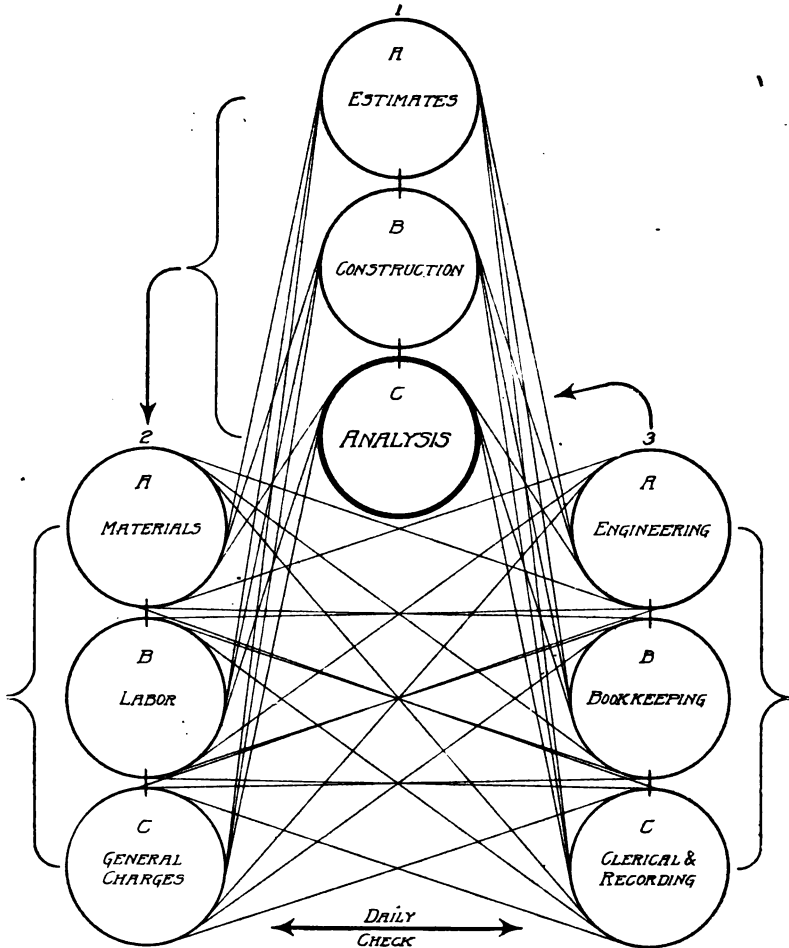 1
A
ESTIMATES
B
CONSTRUCTION
C
ANALYSIS
2
A
MATERIALS
B
LABOR
C
GENERAL
CHARGES
3
A
ENGINEERING
B
BOOKKEEPING
C
CLERICAL &
RECORDING
DAILY
CHECK